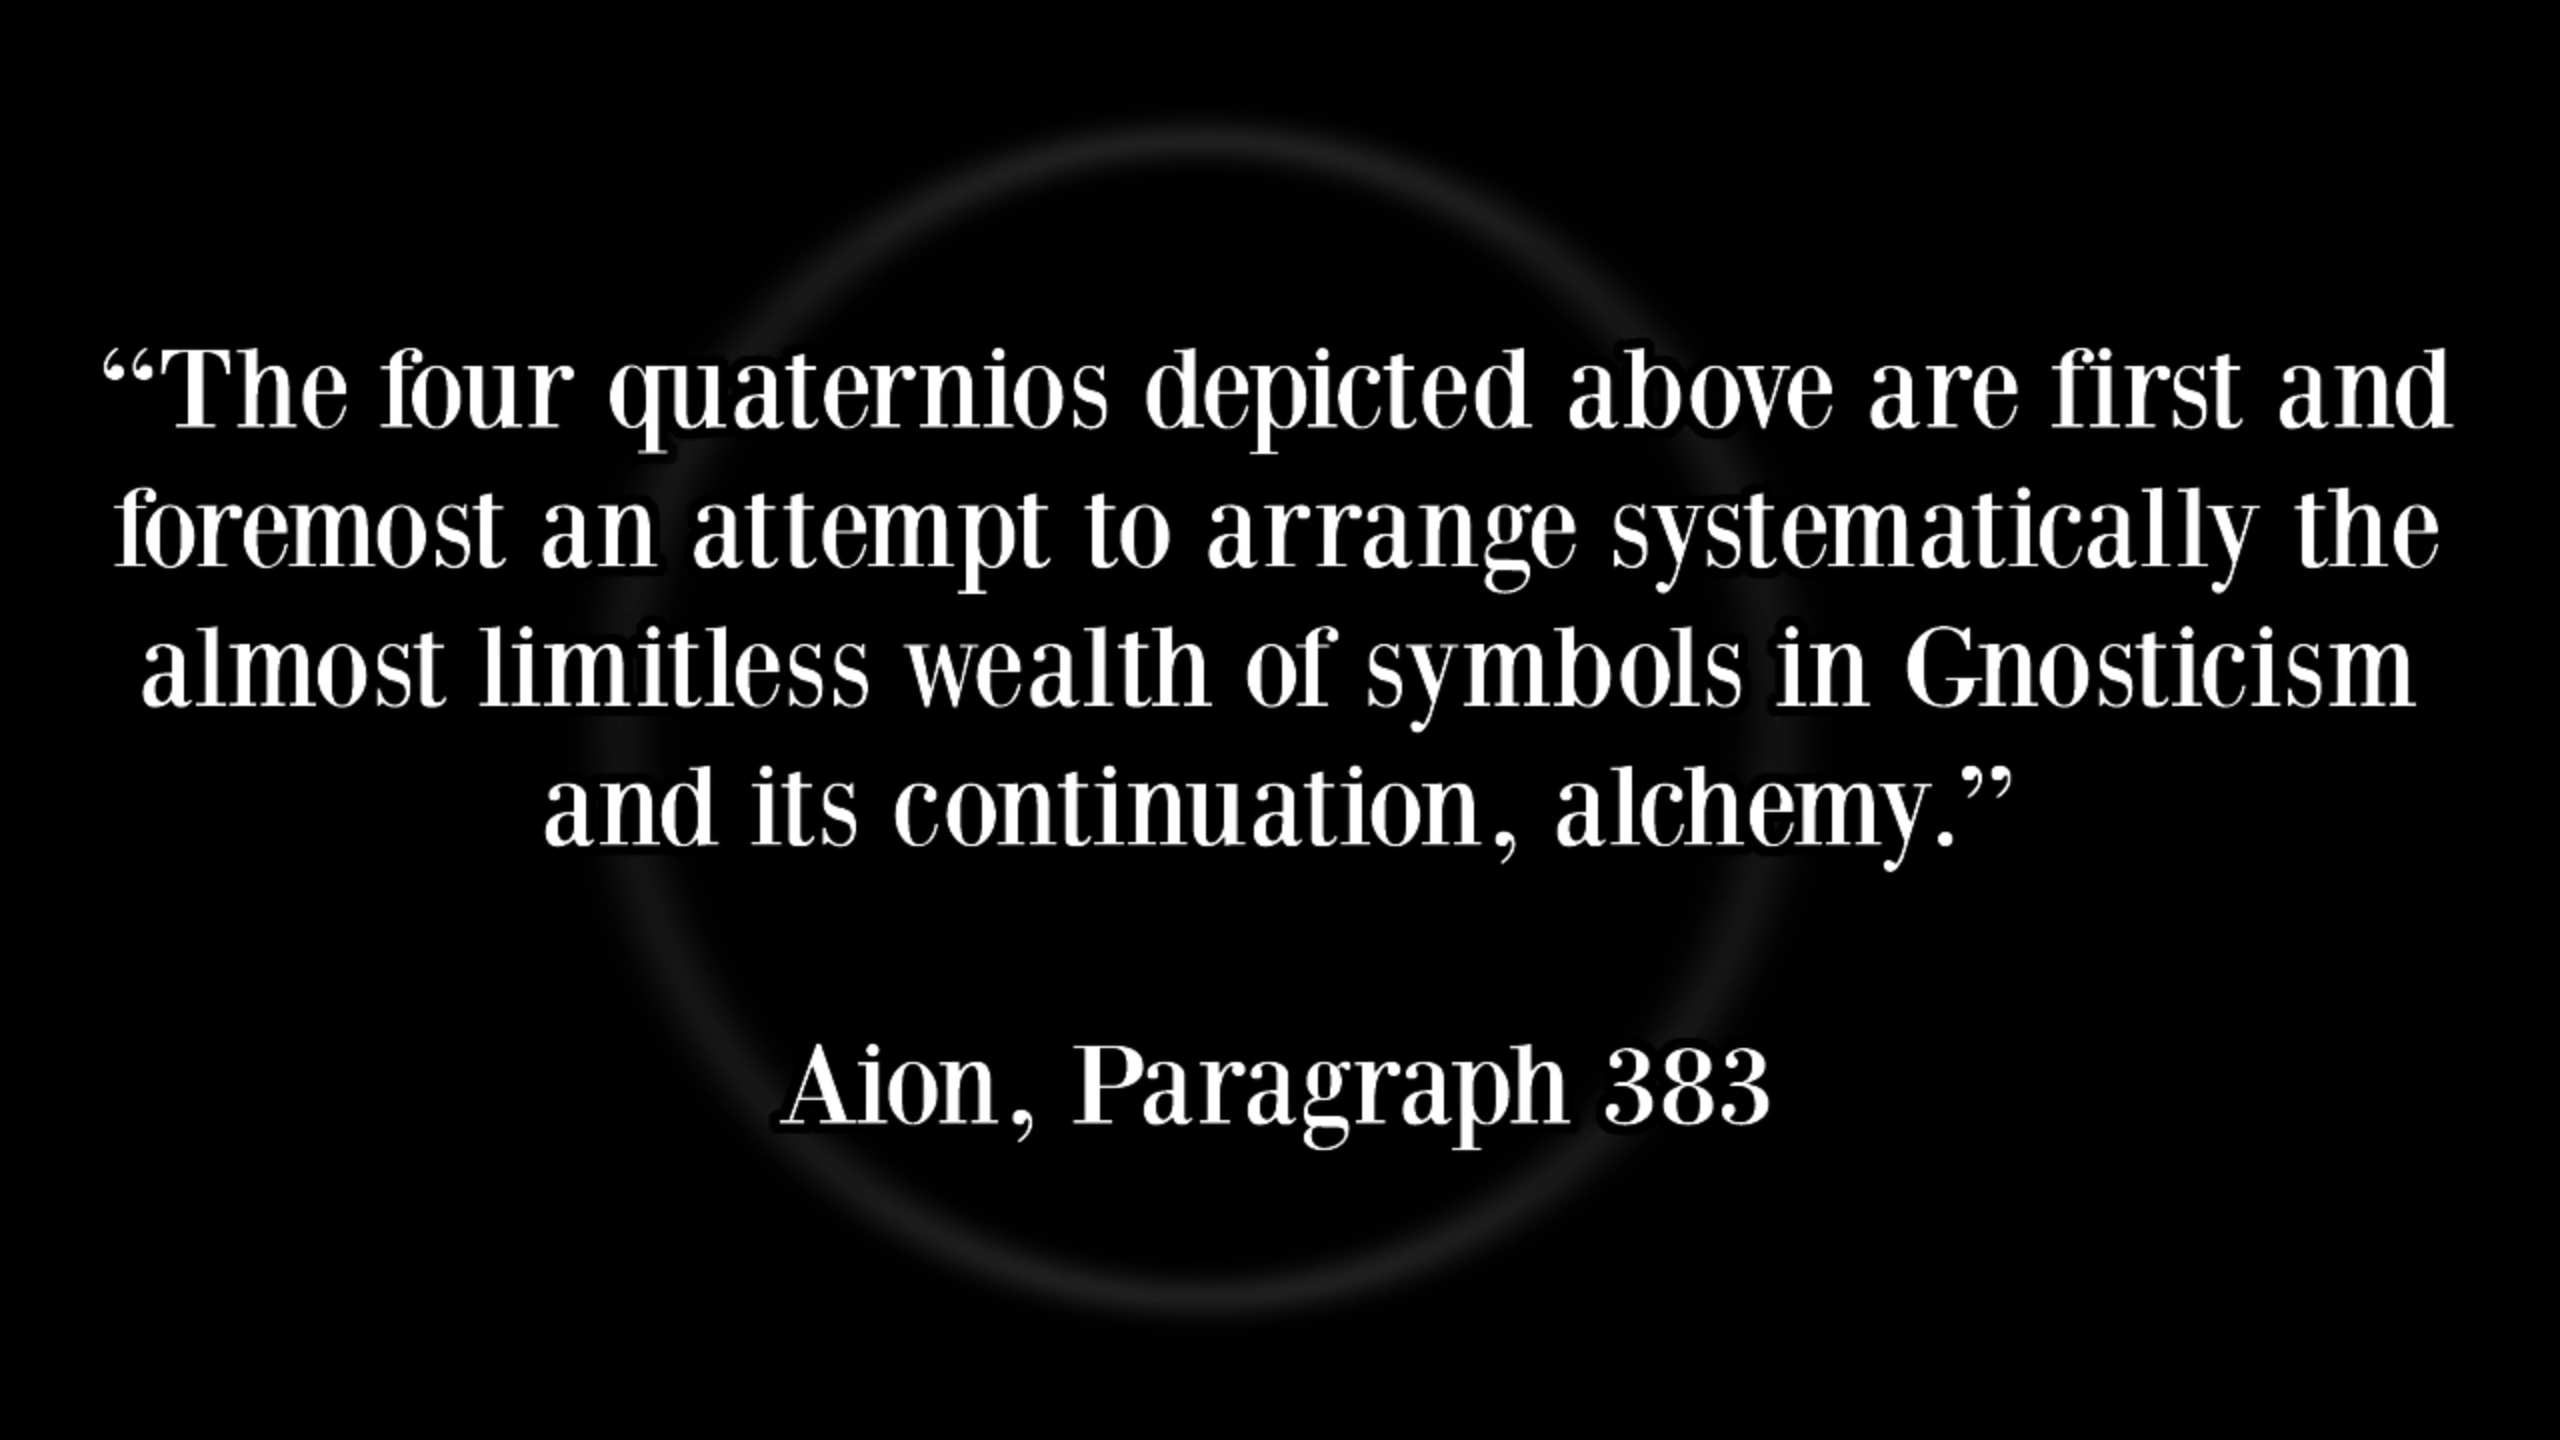 “The four quaternios depicted above are first and
foremost an attempt to arrange systematically the
almost limitless wealth of symbols in Gnosticism
and its continuation, alchemy.”
Aion, Paragraph 383